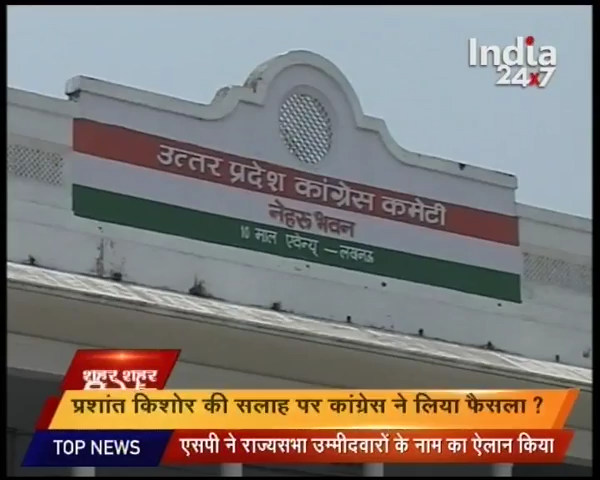 India
24x7
उत्तर प्रदेश कांग्रेस कमेटी
नेहरू भवन
10 माल एवेन्यू - लखनऊ
शहर शहर
प्रशांत किशोर की सलाह पर कांग्रेस ने लिया फैसला ?
TOP NEWS
एसपी ने राज्यसभा उम्मीदवारों के नाम का ऐलान किया